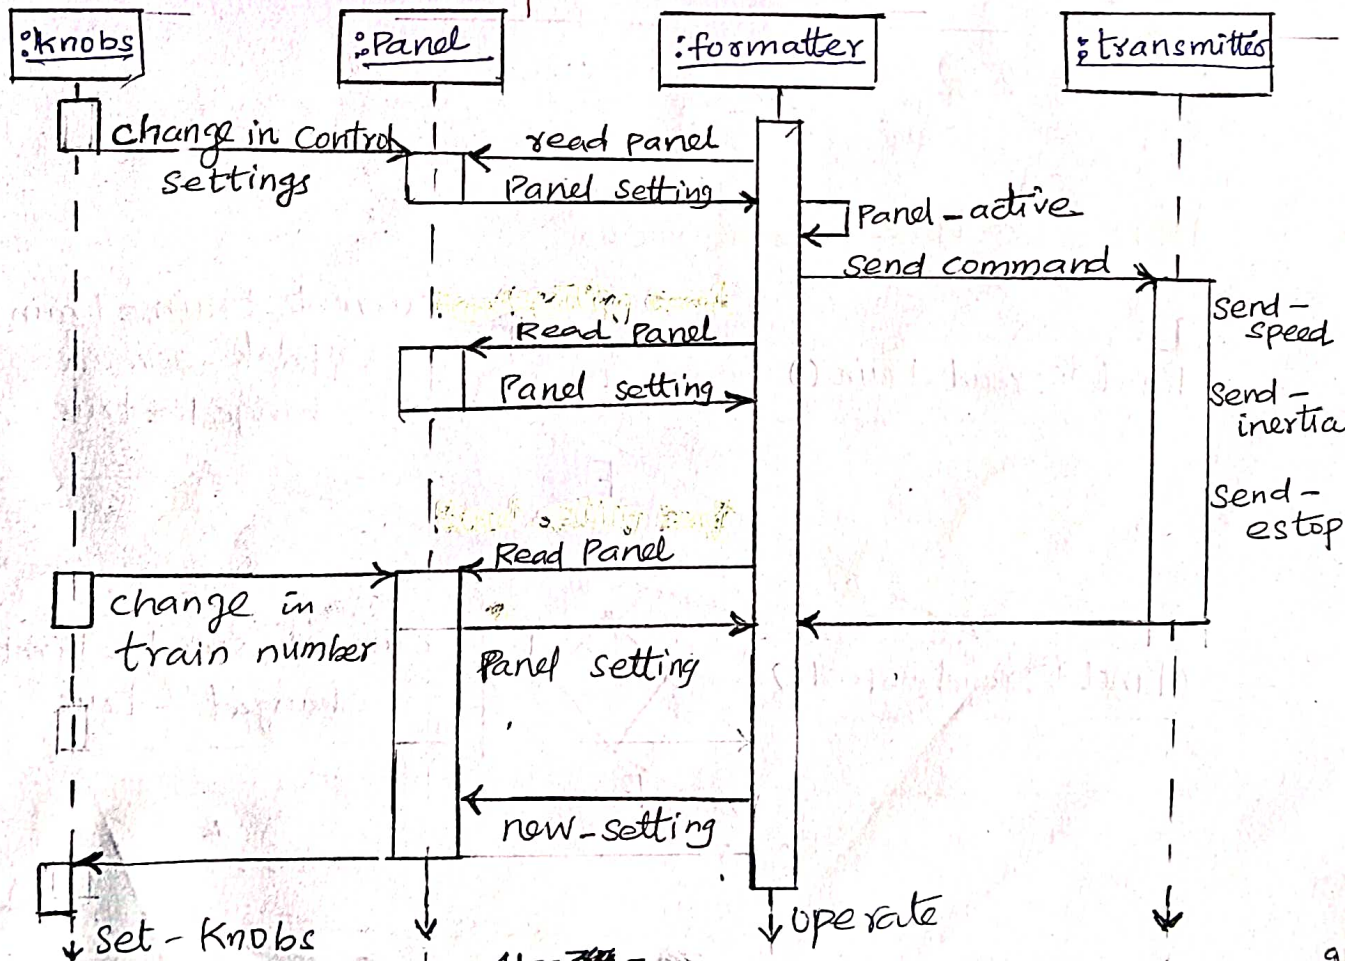 :Knobs
:Panel
:formatter
:transmitter
change in control
settings
read panel
Panel setting
Panel-active
Send command
Send-
speed
Read Panel
Panel setting
Send-
inertia
Send-
estop
Read Panel
change in
train number
Panel setting
new-setting
operate
set-Knobs